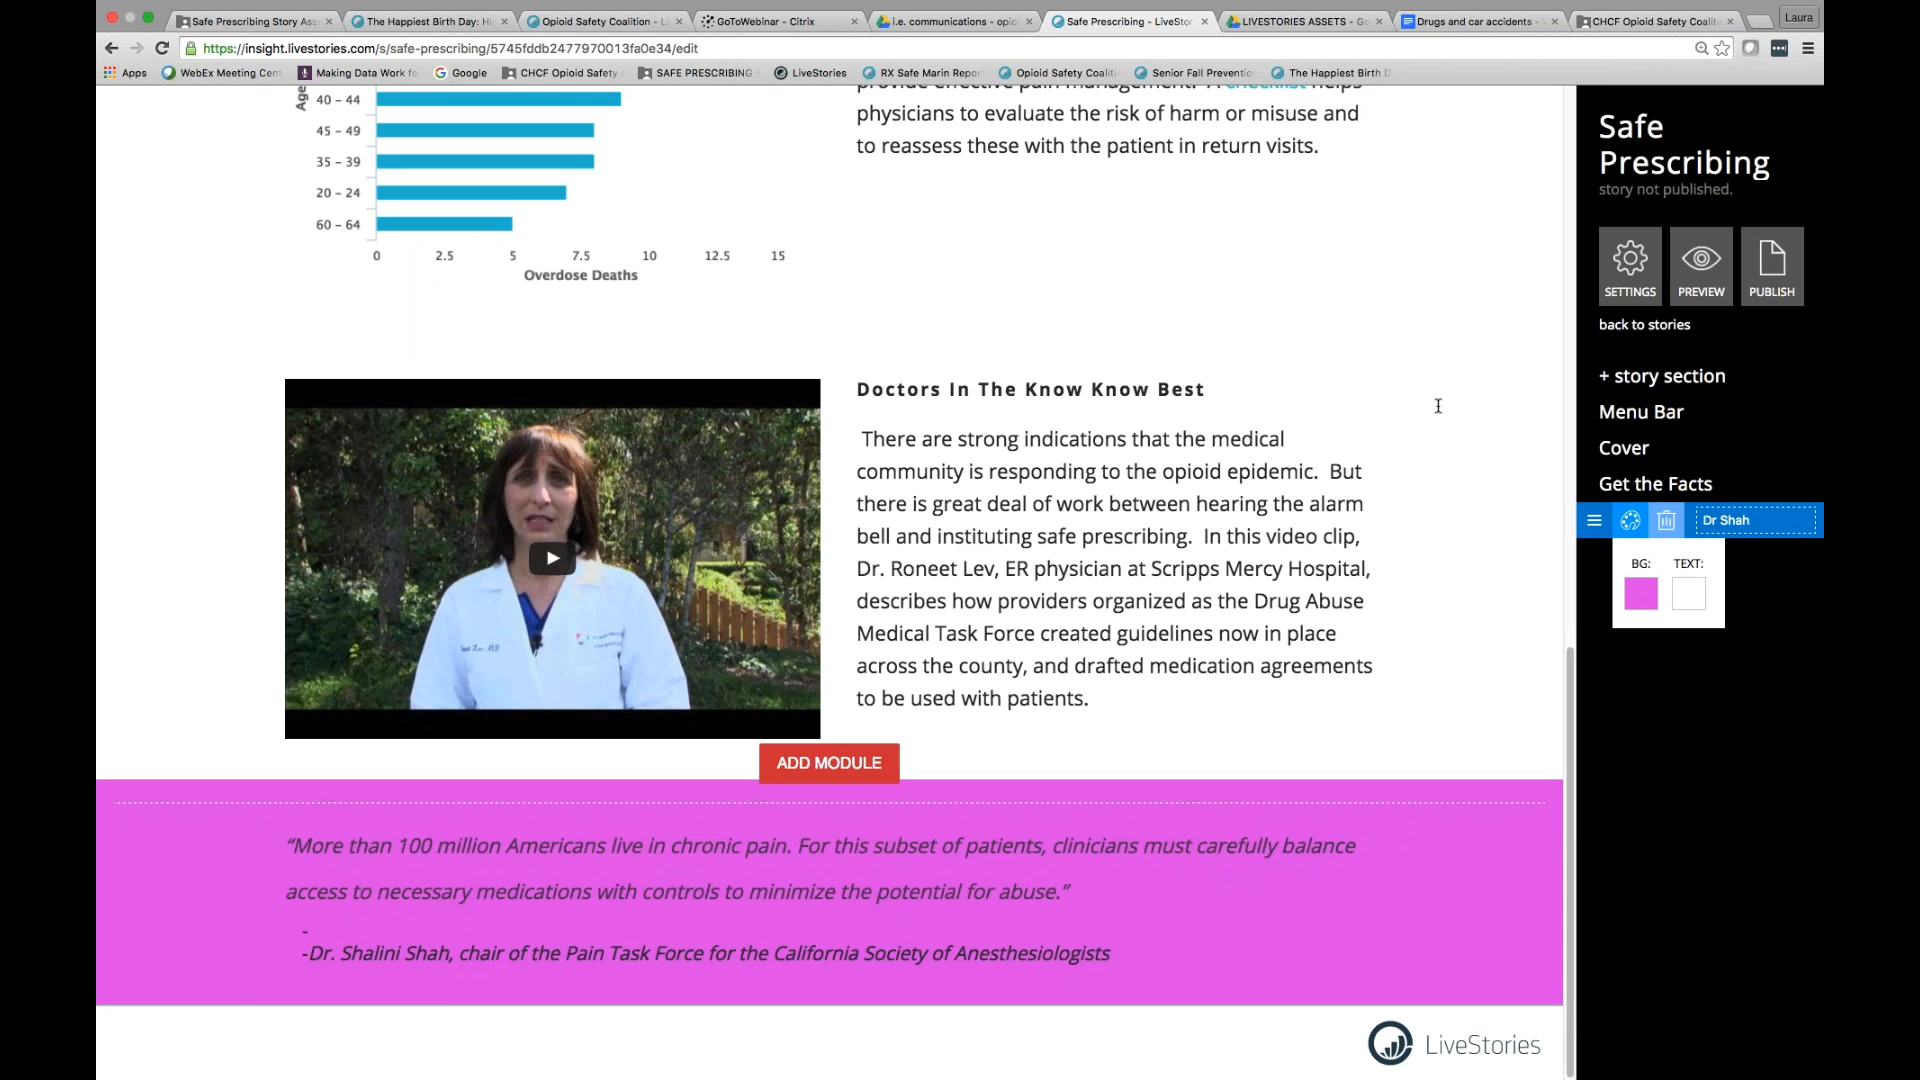 Safe Prescribing Story Ass
The Happiest Birth Day: Hi
Opioid Safety Coalition - L
GoToWebinar - Citrix
i.e. communications - opio
Safe Prescribing - LiveStor
LIVESTORIES ASSETS - Go
Drugs and car accidents -
CHCF Opioid Safety Coaliti
Laura
https://insight.livestories.com/s/safe-prescribing/5745fddb2477970013fa0e34/edit
Apps
WebEx Meeting Cent
Making Data Work fo
Google
CHCF Opioid Safety
SAFE PRESCRIBING
LiveStories
RX Safe Marin Repor
Opioid Safety Coaliti
Senior Fall Preventio
The Happiest Birth D
Age
40 – 44
45 – 49
35 – 39
20 – 24
60 – 64
0 2.5 5 7.5 10 12.5 15
Overdose Deaths
provide effective pain management. A checklist helps
physicians to evaluate the risk of harm or misuse and
to reassess these with the patient in return visits.
Doctors In The Know Know Best
There are strong indications that the medical
community is responding to the opioid epidemic. But
there is great deal of work between hearing the alarm
bell and instituting safe prescribing. In this video clip,
Dr. Roneet Lev, ER physician at Scripps Mercy Hospital,
describes how providers organized as the Drug Abuse
Medical Task Force created guidelines now in place
across the county, and drafted medication agreements
to be used with patients.
ADD MODULE
“More than 100 million Americans live in chronic pain. For this subset of patients, clinicians must carefully balance
access to necessary medications with controls to minimize the potential for abuse.”
-
-Dr. Shalini Shah, chair of the Pain Task Force for the California Society of Anesthesiologists
LiveStories
Safe
Prescribing
story not published.
SETTINGS
PREVIEW
PUBLISH
back to stories
+ story section
Menu Bar
Cover
Get the Facts
Dr Shah
BG: TEXT: